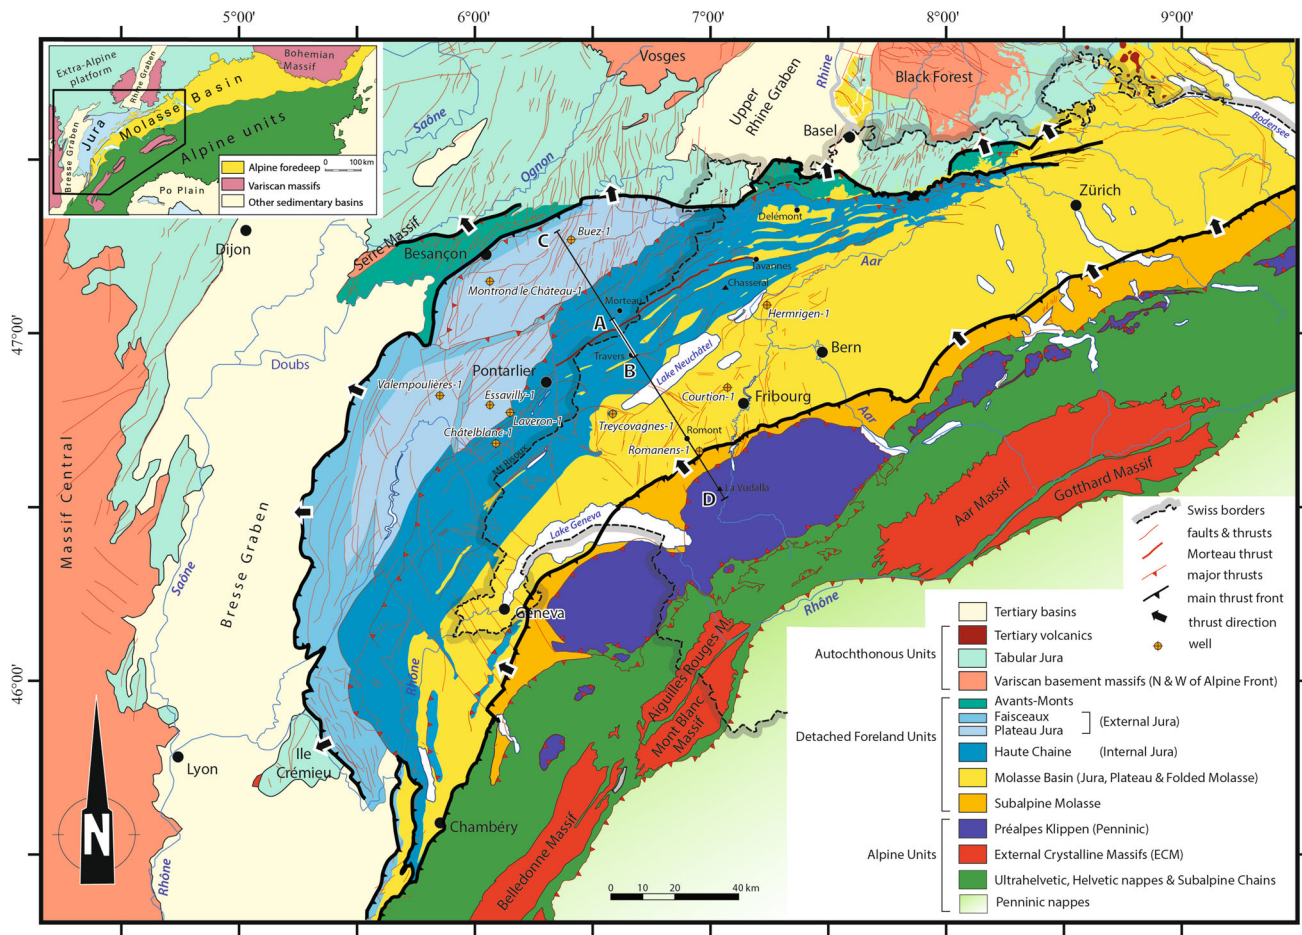 5°00'
6°00'
7°00'
8°00'
9°00'
47°00'
46°00'
Extra-Alpine
platform
Rhine Graben
Bohemian
Massif
Molasse Basin
Jura
Bresse Graben
Alpine units
Po Plain
Alpine foredeep
0 100 km
Variscan massifs
Other sedimentary basins
Vosges
Black Forest
Upper
Rhine Graben
Rhine
Basel
Bodensee
Saône
Ognon
Zürich
Dijon
Serre Massif
Besançon
C
Buez-1
Delémont
Aar
Tavannes
Chasseral
Montrond le Château-1
Morteau
Hermrigen-1
A
Doubs
Travers
B
Lake Neuchâtel
Bern
Pontarlier
Valempoulières-1
Essavilly-1
Laveron-1
Châtelblanc-1
Courtion-1
Fribourg
Treycovagnes-1
Romont
Romanens-1
Aar
Mt Risoux
D
La Vudalla
Massif Central
Bresse Graben
Saône
Lake Geneva
Geneva
Rhône
Aar Massif
Gotthard Massif
Rhône
Aiguilles Rouges M.
Mont Blanc
Massif
Ile
Crémieu
Lyon
Chambéry
Belledonne Massif
Rhône
N
0 10 20 40 km
Swiss borders
faults & thrusts
Morteau thrust
major thrusts
main thrust front
thrust direction
well
Tertiary basins
Autochthonous Units
Tertiary volcanics
Tabular Jura
Variscan basement massifs (N & W of Alpine Front)
Detached Foreland Units
Avants-Monts
Faisceaux
Plateau Jura
(External Jura)
Haute Chaine (Internal Jura)
Molasse Basin (Jura, Plateau & Folded Molasse)
Subalpine Molasse
Alpine Units
Préalpes Klippen (Penninic)
External Crystalline Massifs (ECM)
Ultrahelvetic, Helvetic nappes & Subalpine Chains
Penninic nappes